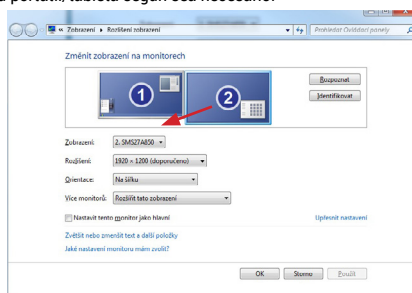 « Zobrazení ▸ Rozlišení zobrazení
Prohledat Ovládací panely
Změnit zobrazení na monitorech
1
2
Rozpoznat
Identifikovat
Zobrazení:
2. SMS27A850
Rozlišení:
1920 × 1200 (doporučeno)
Orientace:
Na šířku
Více monitorů:
Rozšířit tato zobrazení
Nastavit tento monitor jako hlavní
Upřesnit nastavení
Zvětšit nebo zmenšit text a další položky
Jaké nastavení monitoru mám zvolit?
OK
Storno
Použít